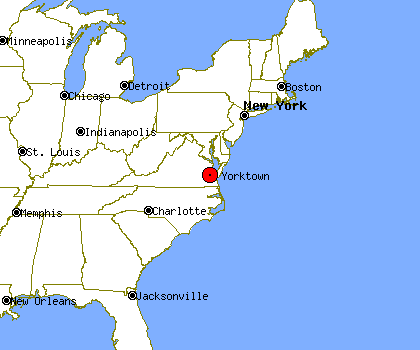 Minneapolis
Detroit
Boston
Chicago
New York
Indianapolis
St. Louis
Yorktown
Memphis
Charlotte
New Orleans
Jacksonville